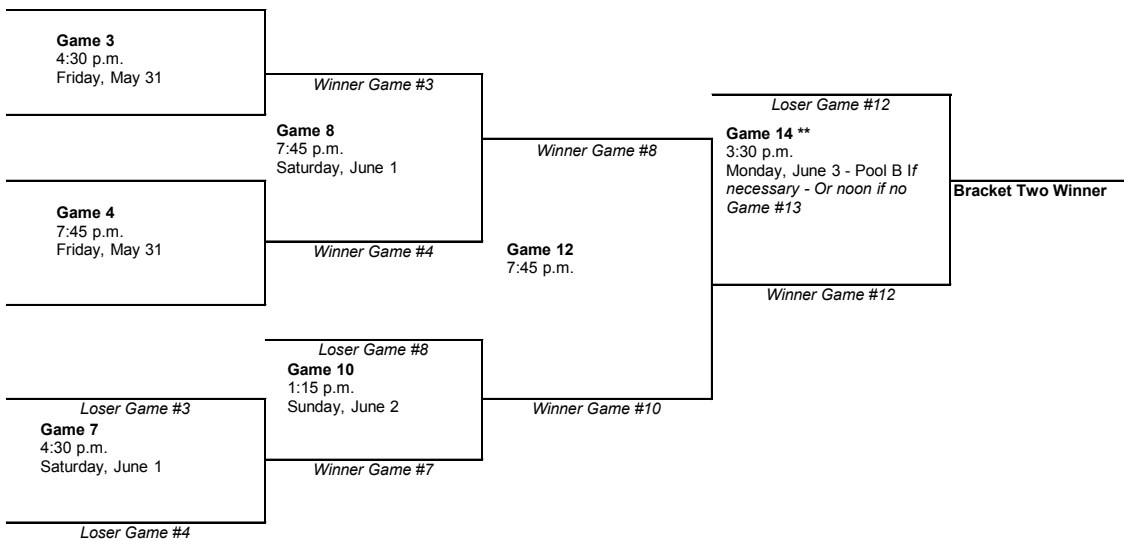 Game 3
4:30 p.m.
Friday, May 31
Winner Game #3
Loser Game #12
Game 8
7:45 p.m.
Saturday, June 1
Winner Game #8
Game 14 **
3:30 p.m.
Monday, June 3 - Pool B If
necessary - Or noon if no
Game #13
Bracket Two Winner
Game 4
7:45 p.m.
Friday, May 31
Winner Game #4
Game 12
7:45 p.m.
Winner Game #12
Loser Game #8
Game 10
1:15 p.m.
Sunday, June 2
Loser Game #3
Winner Game #10
Game 7
4:30 p.m.
Saturday, June 1
Winner Game #7
Loser Game #4